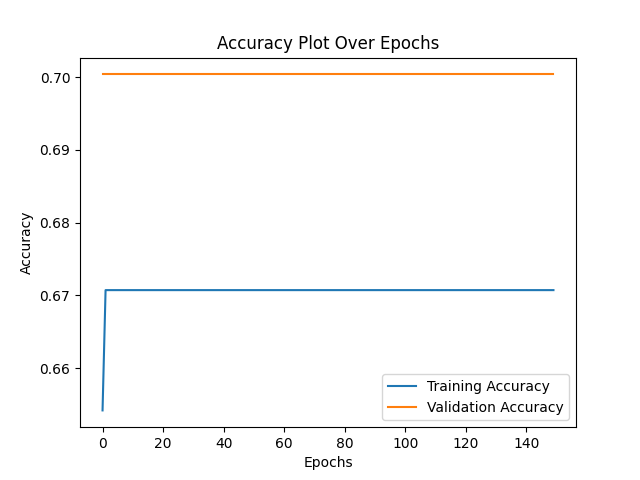 Accuracy Plot Over Epochs
0.70
0.69
0.68
0.67
0.66
Accuracy
0 20 40 60 80 100 120 140
Epochs
Training Accuracy
Validation Accuracy